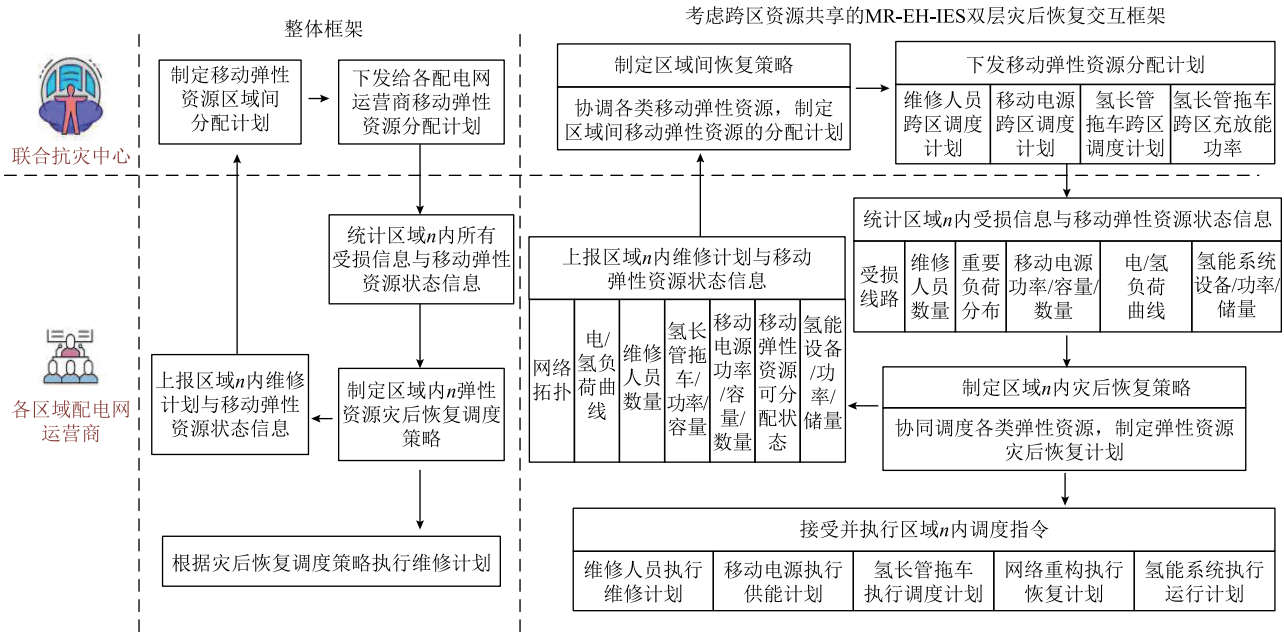 整体框架
考虑跨区资源共享的MR-EH-IES双层灾后恢复交互框架
联合抗灾中心
制定移动弹性
资源区域间
分配计划
下发给各配电网
运营商移动弹性
资源分配计划
统计区域n内所有
受损信息与移动弹性
资源状态信息
制定区域内n弹性
资源灾后恢复调度
策略
上报区域n内维修
计划与移动弹性
资源状态信息
根据灾后恢复调度策略执行维修计划
各区域配电网
运营商
制定区域间恢复策略
协调各类移动弹性资源，制定
区域间移动弹性资源的分配计划
下发移动弹性资源分配计划
维修人员
跨区调度
计划
移动电源
跨区调度
计划
氢长管
拖车跨区
调度计划
氢长管拖车
跨区充放能
功率
统计区域n内受损信息与移动弹性资源状态信息
受损
线路
维修
人员
数量
重要
负荷
分布
移动电源
功率/容量/
数量
电/氢
负荷
曲线
氢能系统
设备/功率/
储量
上报区域n内维修计划与移动
弹性资源状态信息
网络
拓扑
电/
氢负
荷曲
线
维修
人员
数量
氢长
管拖
车/
功率/
容量
移动
电源
功率
/容
量/
数量
移动
弹性
资源
可分
配状
态
氢能
设备
/功
率/
储量
制定区域n内灾后恢复策略
协同调度各类弹性资源，制定弹性资源
灾后恢复计划
接受并执行区域n内调度指令
维修人员执行
维修计划
移动电源执行
供能计划
氢长管拖车
执行调度计划
网络重构执行
恢复计划
氢能系统执行
运行计划